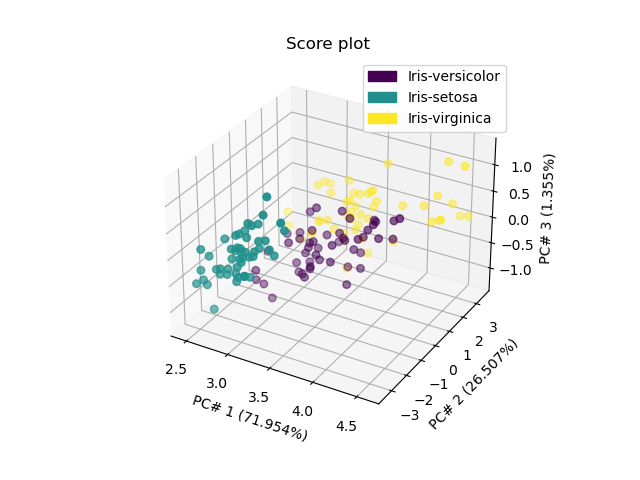 Score plot
Iris-versicolor
Iris-setosa
Iris-virginica
1.0
0.5
0.0
−0.5
−1.0
PC# 3 (1.355%)
3
2
1
0
−1
−2
−3
PC# 2 (26.507%)
2.5
3.0
3.5
4.0
4.5
PC# 1 (71.954%)